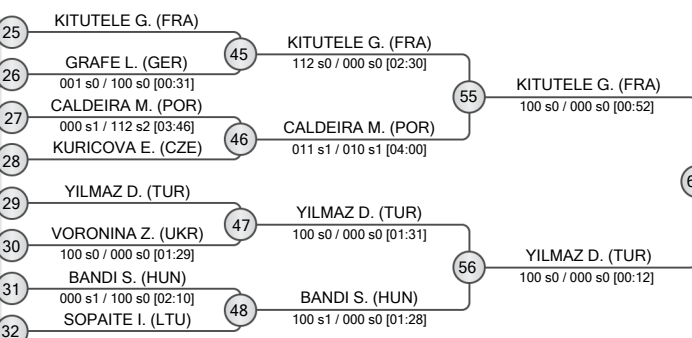 25
KITUTELE G. (FRA)
26
GRAFE L. (GER)
001 s0 / 100 s0 [00:31]
45
KITUTELE G. (FRA)
112 s0 / 000 s0 [02:30]
27
CALDEIRA M. (POR)
000 s1 / 112 s2 [03:46]
28
KURICOVA E. (CZE)
46
CALDEIRA M. (POR)
011 s1 / 010 s1 [04:00]
55
KITUTELE G. (FRA)
100 s0 / 000 s0 [00:52]
29
YILMAZ D. (TUR)
30
VORONINA Z. (UKR)
100 s0 / 000 s0 [01:29]
47
YILMAZ D. (TUR)
100 s0 / 000 s0 [01:31]
31
BANDI S. (HUN)
000 s1 / 100 s0 [02:10]
32
SOPAITE I. (LTU)
48
BANDI S. (HUN)
100 s1 / 000 s0 [01:28]
56
YILMAZ D. (TUR)
100 s0 / 000 s0 [00:12]